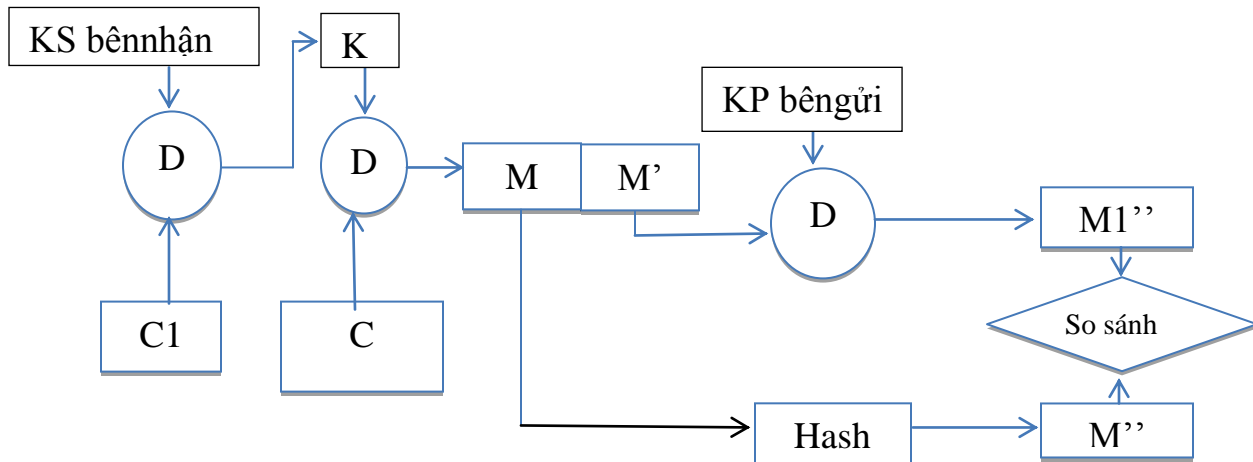 KS bênnhận
K
KP bêngửi
D
D
M
M’
D
M1’’
C1
C
So sánh
Hash
M’’